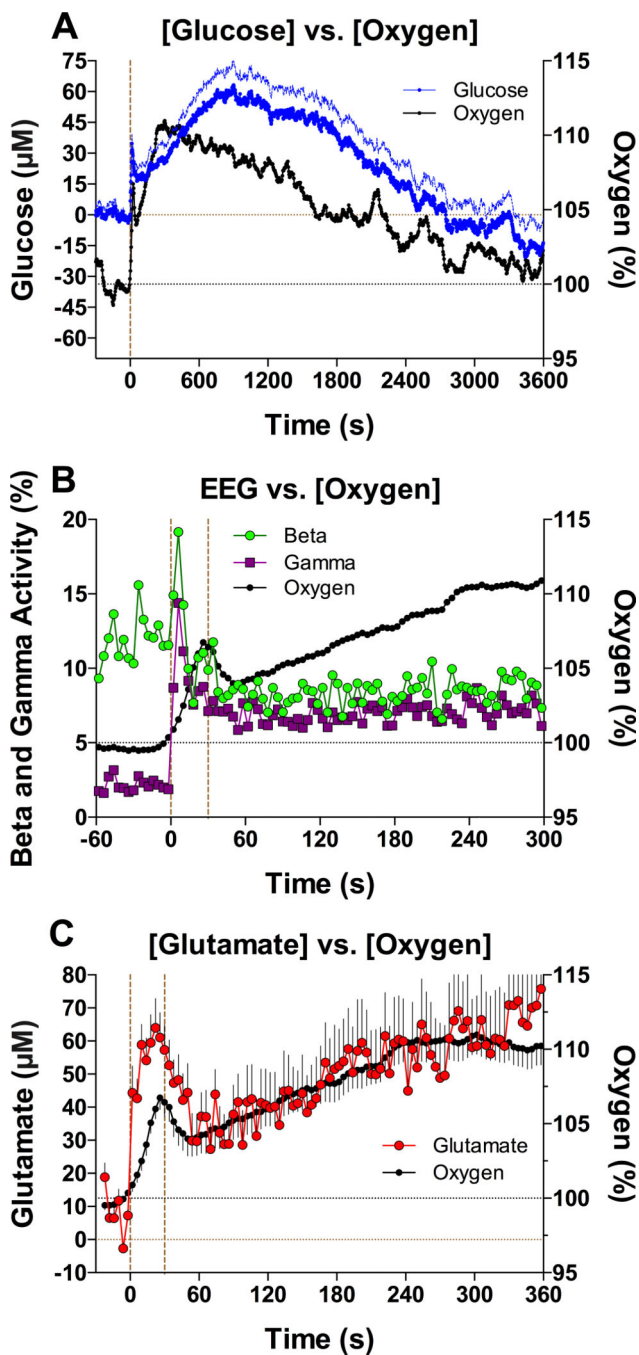 A
[Glucose] vs. [Oxygen]
Glucose (µM)
75
60
45
30
15
0
-15
-30
-45
-60
Glucose
Oxygen
115
110
105
100
95
Oxygen (%)
0 600 1200 1800 2400 3000 3600
Time (s)
B
EEG vs. [Oxygen]
Beta and Gamma Activity (%)
20
15
10
5
0
Beta
Gamma
Oxygen
115
110
105
100
95
Oxygen (%)
-60 0 60 120 180 240 300
Time (s)
C
[Glutamate] vs. [Oxygen]
Glutamate (µM)
80
70
60
50
40
30
20
10
0
-10
Glutamate
Oxygen
115
110
105
100
95
Oxygen (%)
0 60 120 180 240 300 360
Time (s)